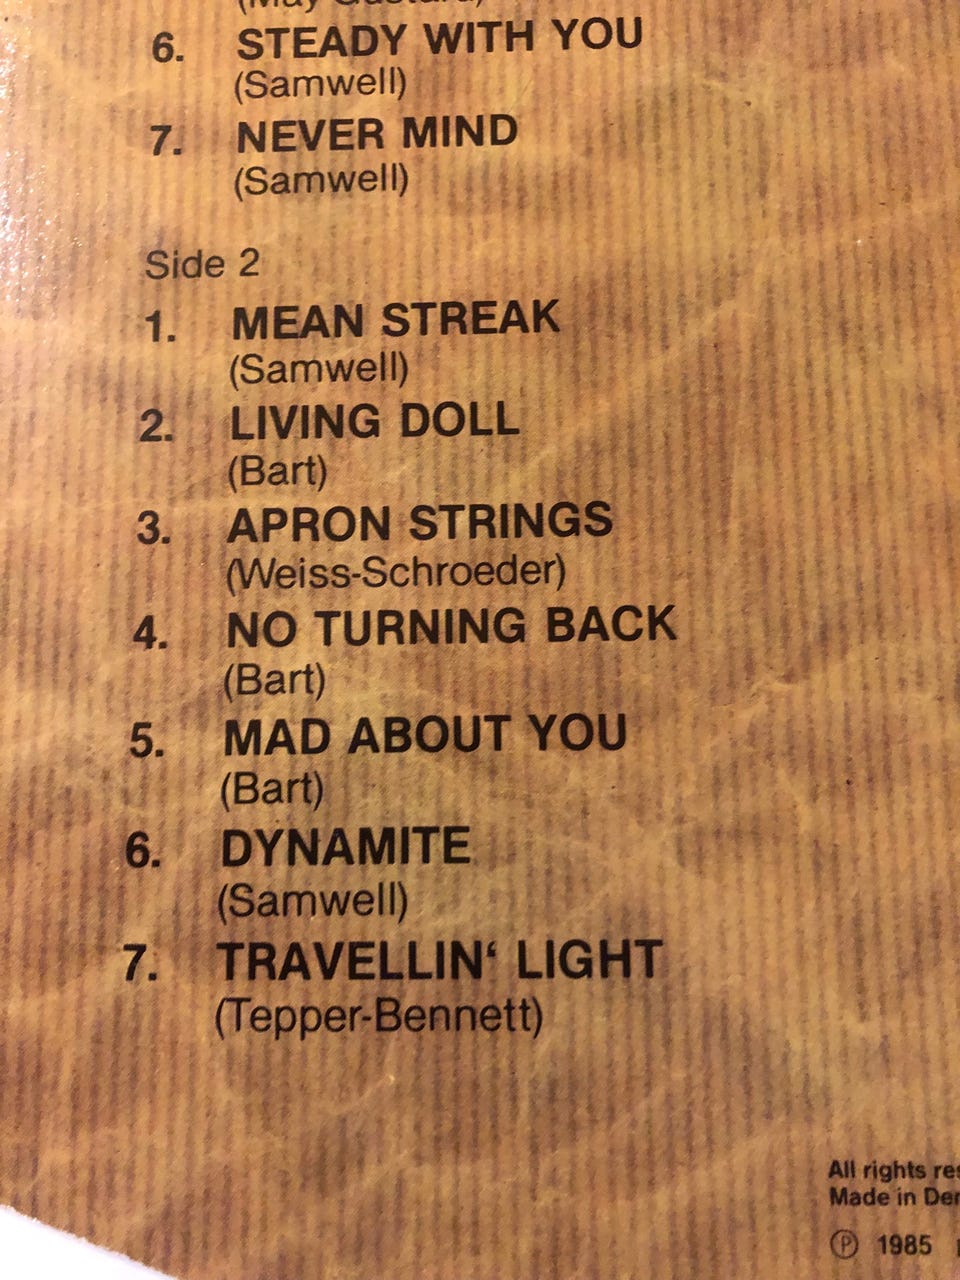 6. STEADY WITH YOU
(Samwell)
7. NEVER MIND
(Samwell)
Side 2
1. MEAN STREAK
(Samwell)
2. LIVING DOLL
(Bart)
3. APRON STRINGS
(Weiss-Schroeder)
4. NO TURNING BACK
(Bart)
5. MAD ABOUT YOU
(Bart)
6. DYNAMITE
(Samwell)
7. TRAVELLIN‘ LIGHT
(Tepper-Bennett)
All rights
Made in
℗ 1985